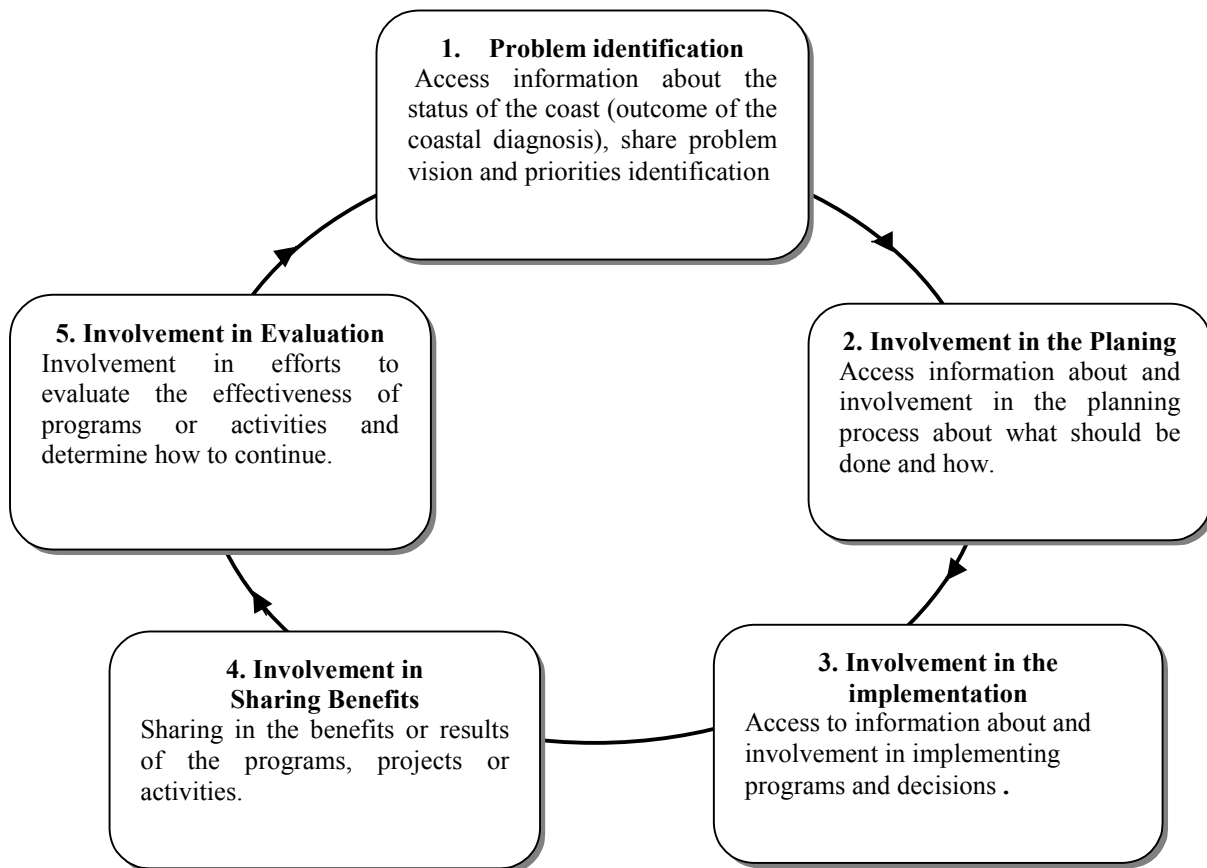 1. Problem identification
Access information about the
status of the coast (outcome of the
coastal diagnosis), share problem
vision and priorities identification
2. Involvement in the Planing
Access information about and
involvement in the planning
process about what should be
done and how.
3. Involvement in the
implementation
Access to information about and
involvement in implementing
programs and decisions .
4. Involvement in
Sharing Benefits
Sharing in the benefits or results
of the programs, projects or
activities.
5. Involvement in Evaluation
Involvement in efforts to
evaluate the effectiveness of
programs or activities and
determine how to continue.